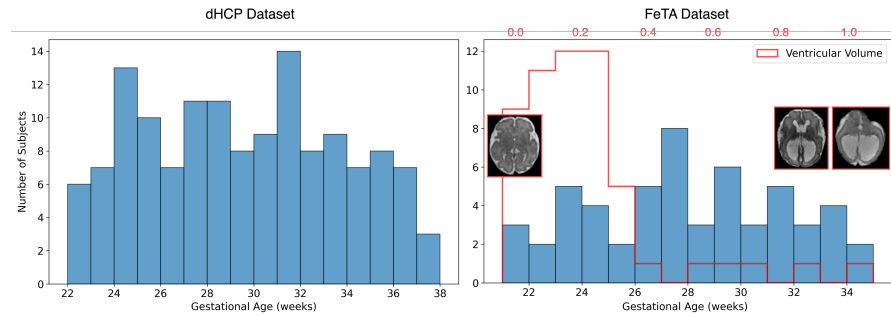 dHCP Dataset
FeTA Dataset
0.0 0.2 0.4 0.6 0.8 1.0
Ventricular Volume
Number of Subjects
14
12
10
8
6
4
2
0
22 24 26 28 30 32 34 36 38
Gestational Age (weeks)
12
10
8
6
4
2
0
22 24 26 28 30 32 34
Gestational Age (weeks)